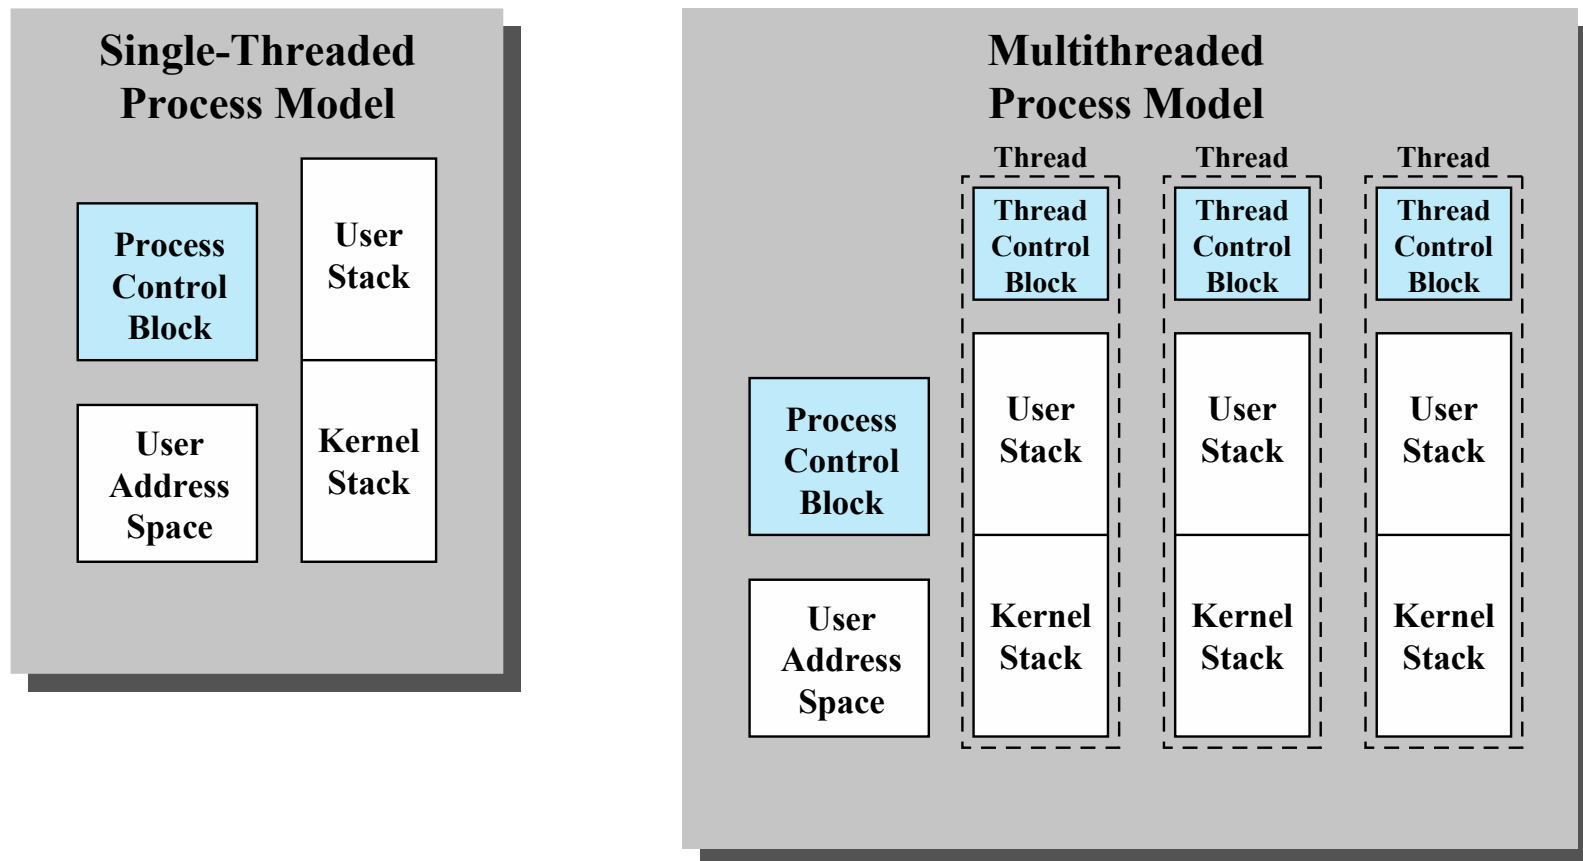 Single-Threaded
Process Model
Process
Control
Block
User
Stack
User
Address
Space
Kernel
Stack
Multithreaded
Process Model
Process
Control
Block
User
Address
Space
Thread
Thread
Control
Block
User
Stack
Kernel
Stack
Thread
Thread
Control
Block
User
Stack
Kernel
Stack
Thread
Thread
Control
Block
User
Stack
Kernel
Stack